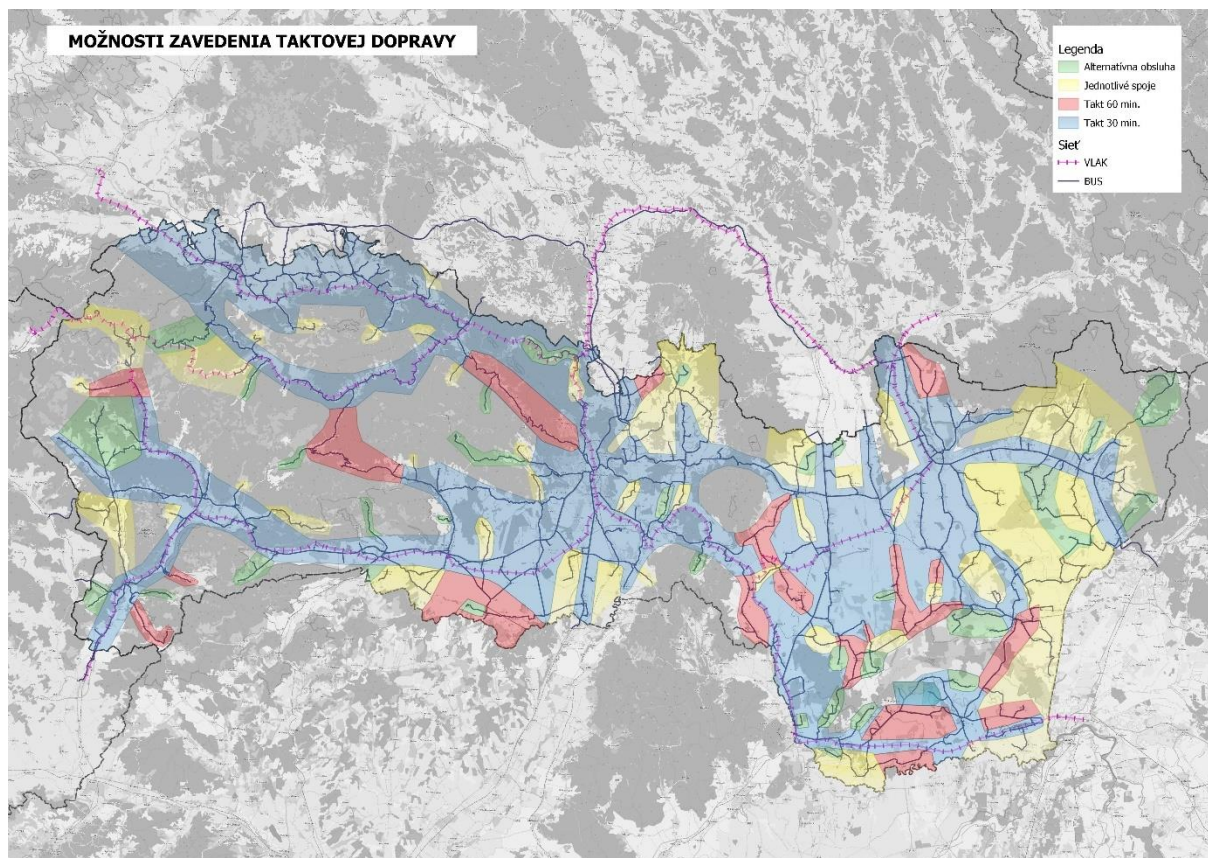 MOŽNOSTI ZAVEDENIA TAKTOVEJ DOPRAVY
Legenda
Alternatívna obsluha
Jednotlivé spoje
Takt 60 min.
Takt 30 min.
Sieť
VLAK
BUS